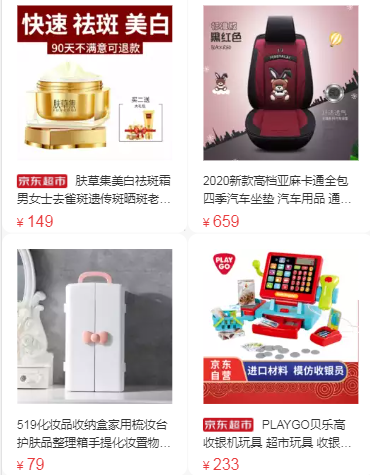 快速 祛斑 美白
90天不满意可退款
肤草集
买二送
京东超市 肤草集美白祛斑霜
男女士去雀斑遗传斑晒斑老...
¥ 149
黑红色
2020新款高档亚麻卡通全包
四季汽车坐垫 汽车用品 通...
¥ 659
519化妆品收纳盒家用梳妆台
护肤品整理箱手提化妆置物...
¥ 79
PLAY
GO
京东
自营
进口材料 模仿收银员
京东超市 PLAYGO贝乐高
收银机玩具 超市玩具 收银...
¥ 233